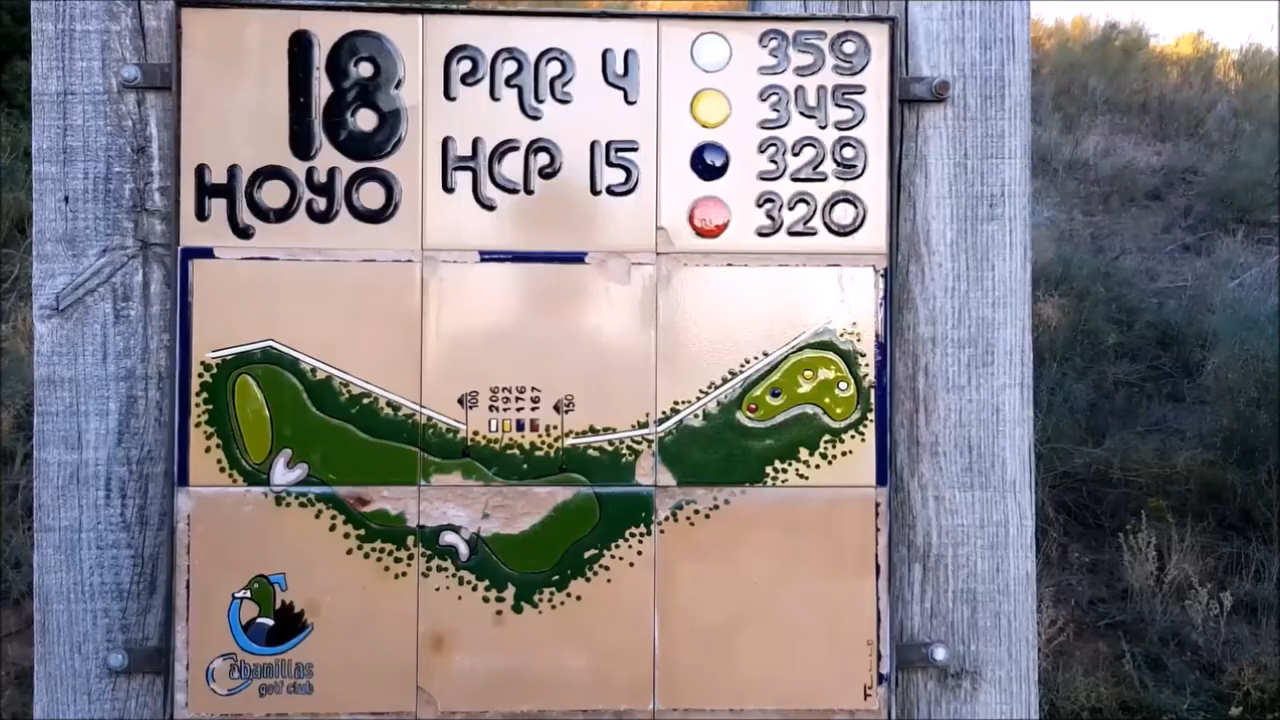 18
HOYO
PAR 4
HCP 15
359
345
329
320
100
206
192
176
167
150
Cabanillas
golf club